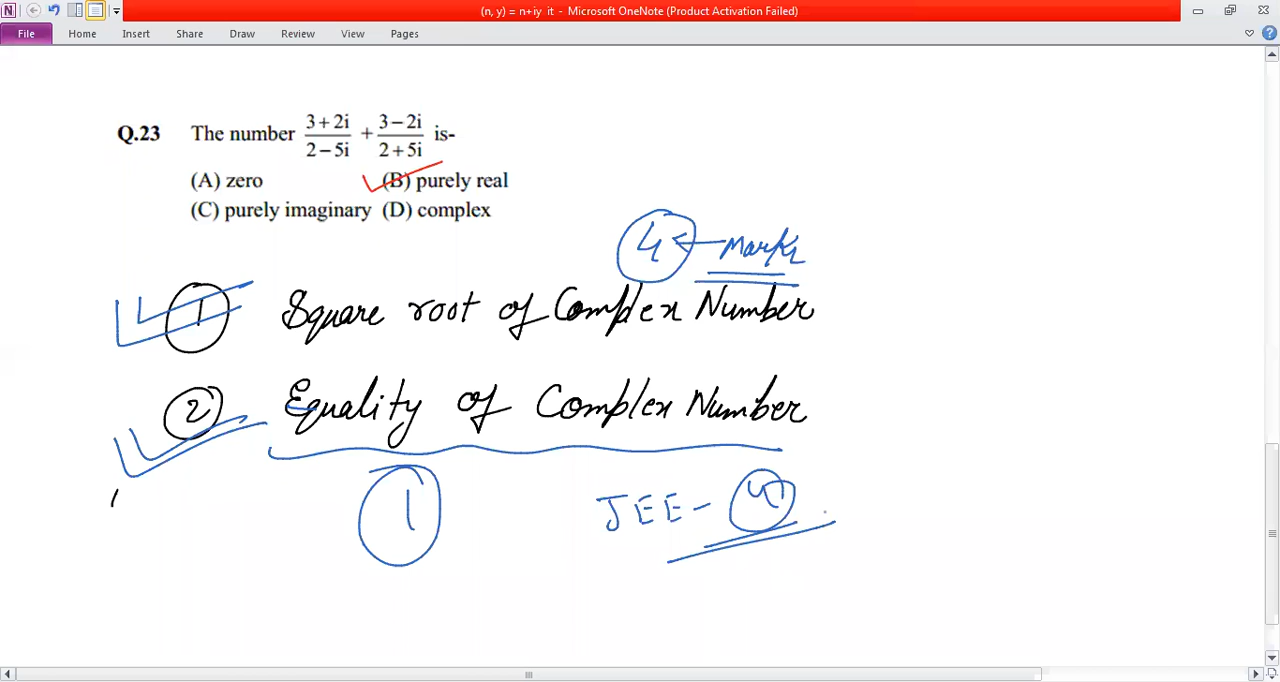 (n, y) = n+iy it - Microsoft OneNote (Product Activation Failed)
File Home Insert Share Draw Review View Pages
Q.23 The number \frac{3+2i}{2-5i} + \frac{3-2i}{2+5i} is-
(A) zero (B) purely real
(C) purely imaginary (D) complex
4 ← Marks
① Square root of Complex Number
② Equality of Complex Number
① JEE - ④